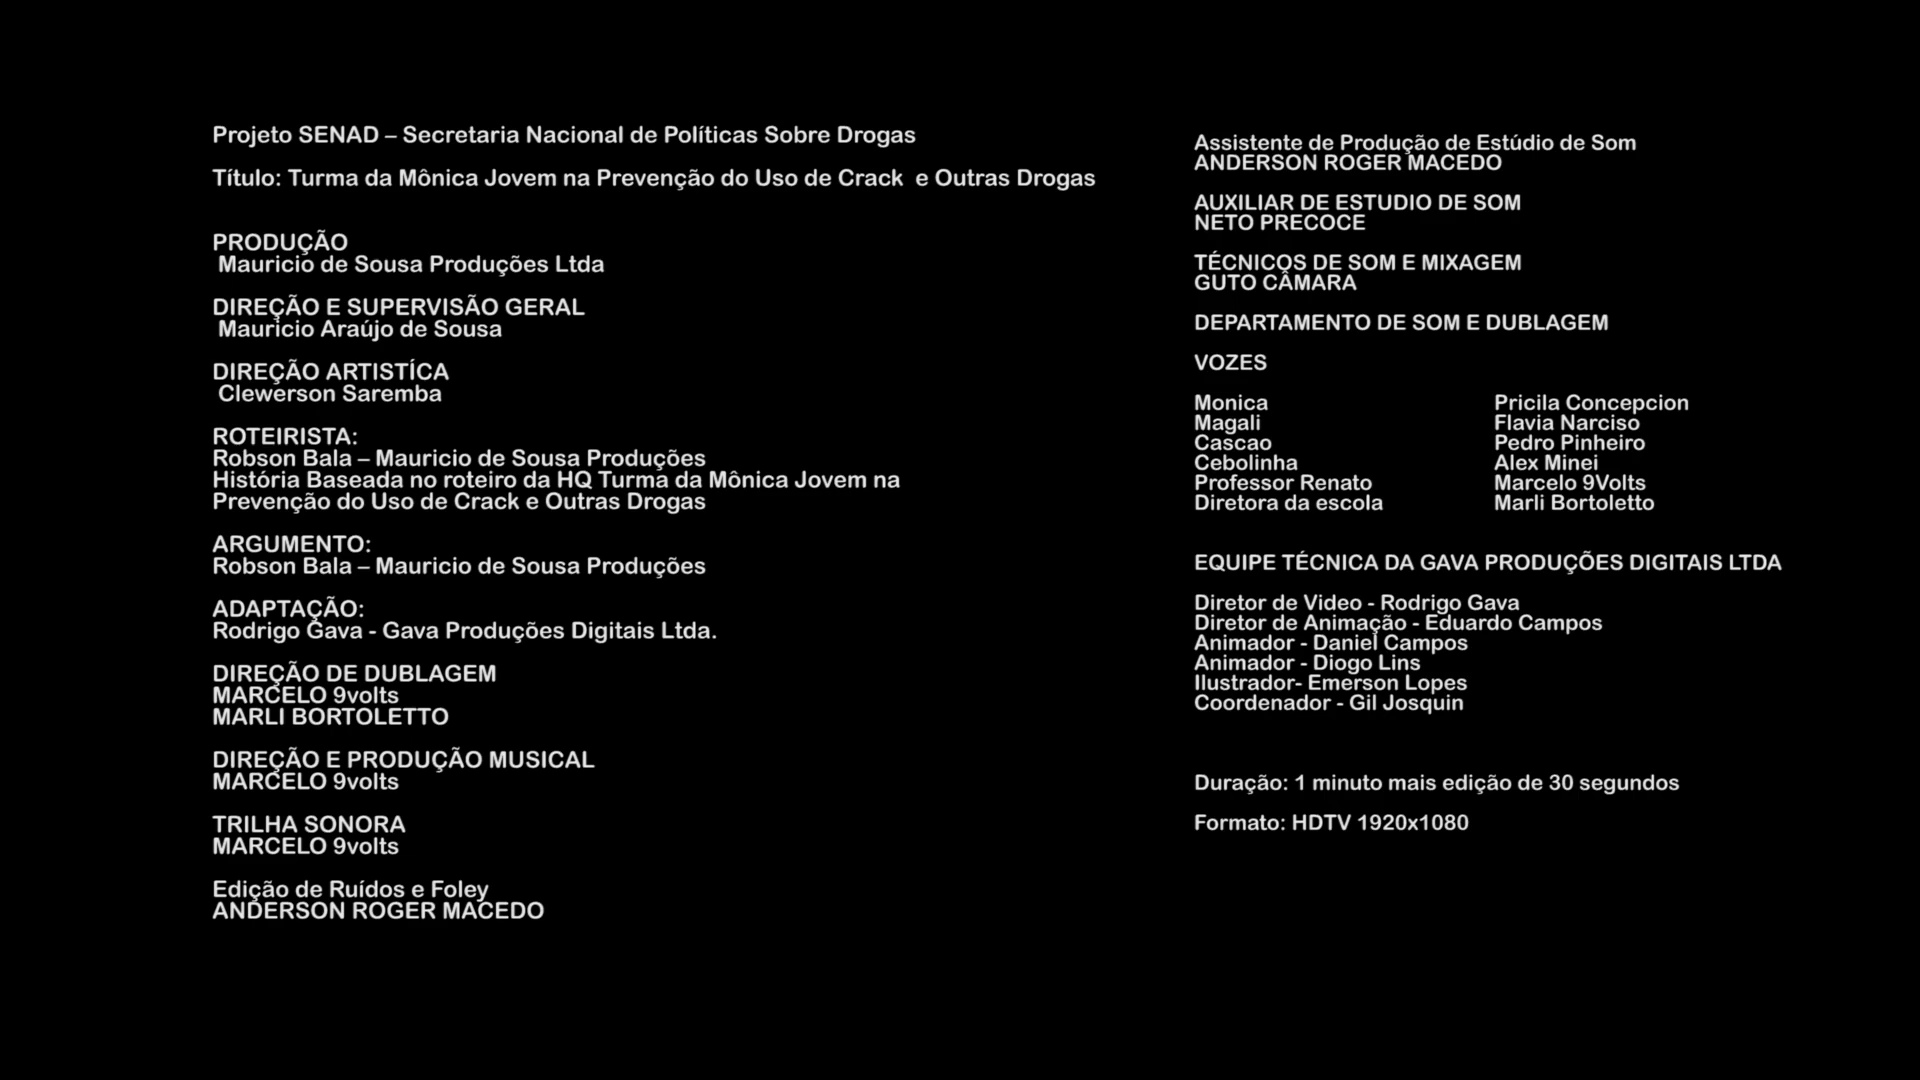 Projeto SENAD – Secretaria Nacional de Políticas Sobre Drogas
Título: Turma da Mônica Jovem na Prevenção do Uso de Crack  e Outras Drogas
PRODUÇÃO
Mauricio de Sousa Produções Ltda
DIREÇÃO E SUPERVISÃO GERAL
Mauricio Araújo de Sousa
DIREÇÃO ARTISTÍCA
Clewerson Saremba
ROTEIRISTA:
Robson Bala – Mauricio de Sousa Produções
História Baseada no roteiro da HQ Turma da Mônica Jovem na
Prevenção do Uso de Crack e Outras Drogas
ARGUMENTO:
Robson Bala – Mauricio de Sousa Produções
ADAPTAÇÃO:
Rodrigo Gava - Gava Produções Digitais Ltda.
DIREÇÃO DE DUBLAGEM
MARCELO 9volts
MARLI BORTOLETTO
DIREÇÃO E PRODUÇÃO MUSICAL
MARCELO 9volts
TRILHA SONORA
MARCELO 9volts
Edição de Ruídos e Foley
ANDERSON ROGER MACEDO
Assistente de Produção de Estúdio de Som
ANDERSON ROGER MACEDO
AUXILIAR DE ESTUDIO DE SOM
NETO PRECOCE
TÉCNICOS DE SOM E MIXAGEM
GUTO CÂMARA
DEPARTAMENTO DE SOM E DUBLAGEM
VOZES
Monica Pricila Concepcion
Magali Flavia Narciso
Cascao Pedro Pinheiro
Cebolinha Alex Minei
Professor Renato Marcelo 9Volts
Diretora da escola Marli Bortoletto
EQUIPE TÉCNICA DA GAVA PRODUÇÕES DIGITAIS LTDA
Diretor de Video - Rodrigo Gava
Diretor de Animação - Eduardo Campos
Animador - Daniel Campos
Animador - Diogo Lins
Ilustrador- Emerson Lopes
Coordenador - Gil Josquin
Duração: 1 minuto mais edição de 30 segundos
Formato: HDTV 1920x1080